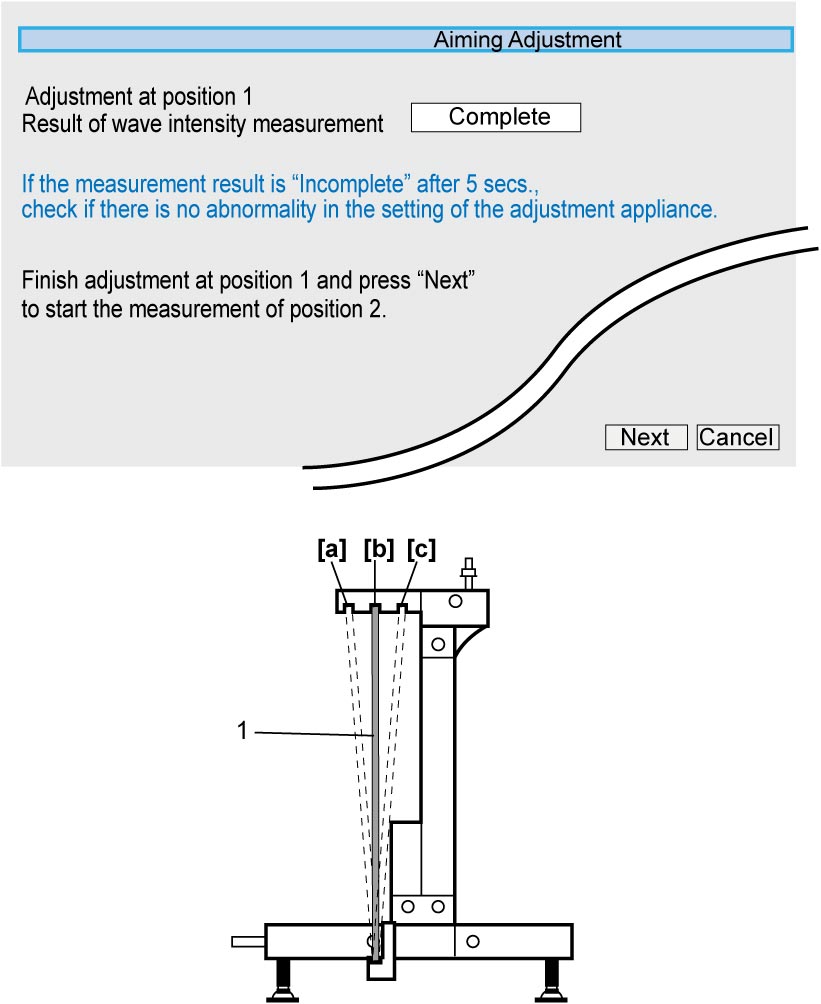 Aiming Adjustment
Adjustment at position 1
Result of wave intensity measurement
Complete
If the measurement result is “Incomplete” after 5 secs.,
check if there is no abnormality in the setting of the adjustment appliance.
Finish adjustment at position 1 and press “Next”
to start the measurement of position 2.
Next Cancel
[a] [b] [c]
1